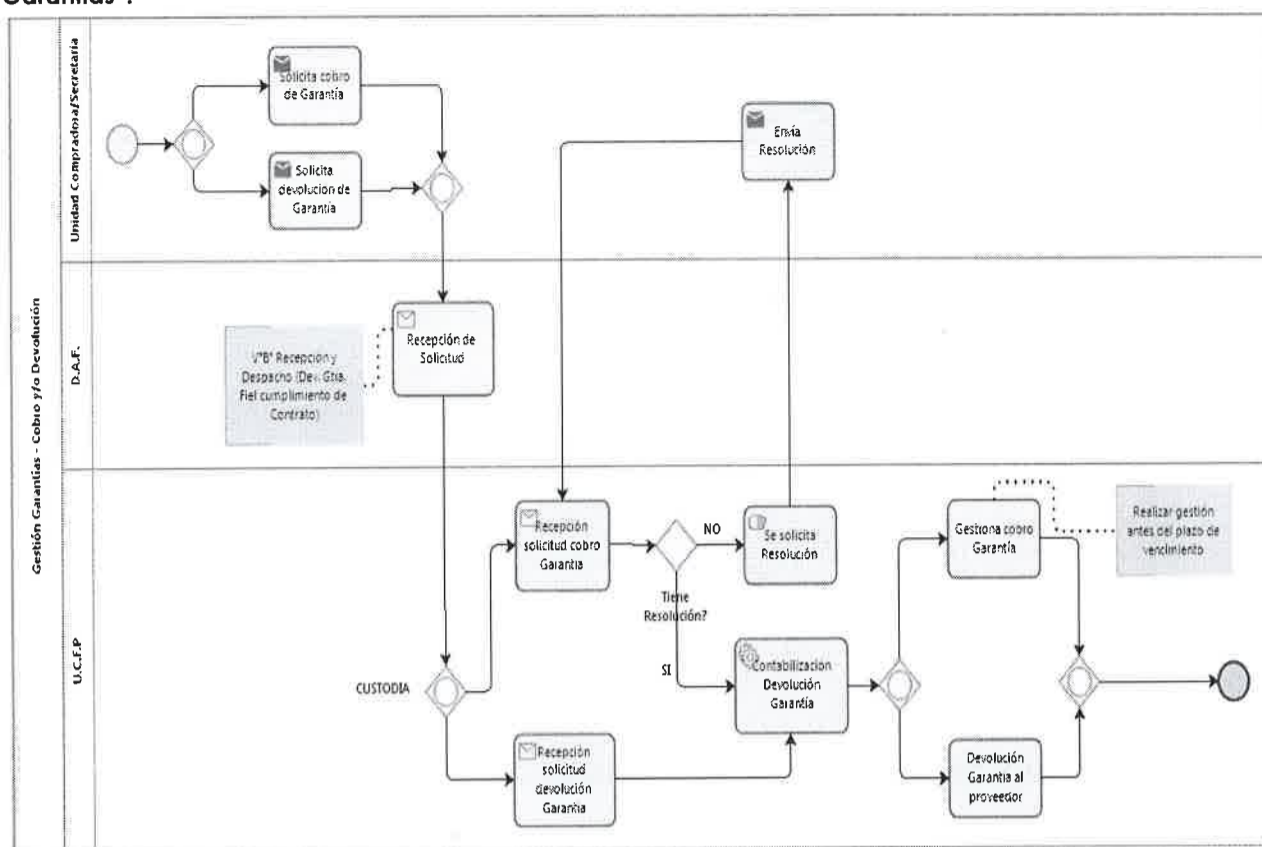 Garantías".
Gestión Garantías - Cobro y/o Devolución
Unidad Compradora/Secretaría
Solicita cobro
de Garantía
Solicita
devolucion de
Garantía
Envía
Resolución
D.A.F.
V°B° Recepción y
Despacho (Dev. Gtia.
Fiel cumplimiento de
Contrato)
Recepción de
Solicitud
U.C.F.P
CUSTODIA
Recepción
solicitud cobro
Garantía
Tiene
Resolución?
NO
SI
Se solicita
Resolución
Recepción
solicitud
devolución
Garantía
Contabilización
Devolución
Garantía
Gestiona cobro
Garantía
Realizar gestión
antes del plazo de
vencimiento
Devolución
Garantía al
proveedor